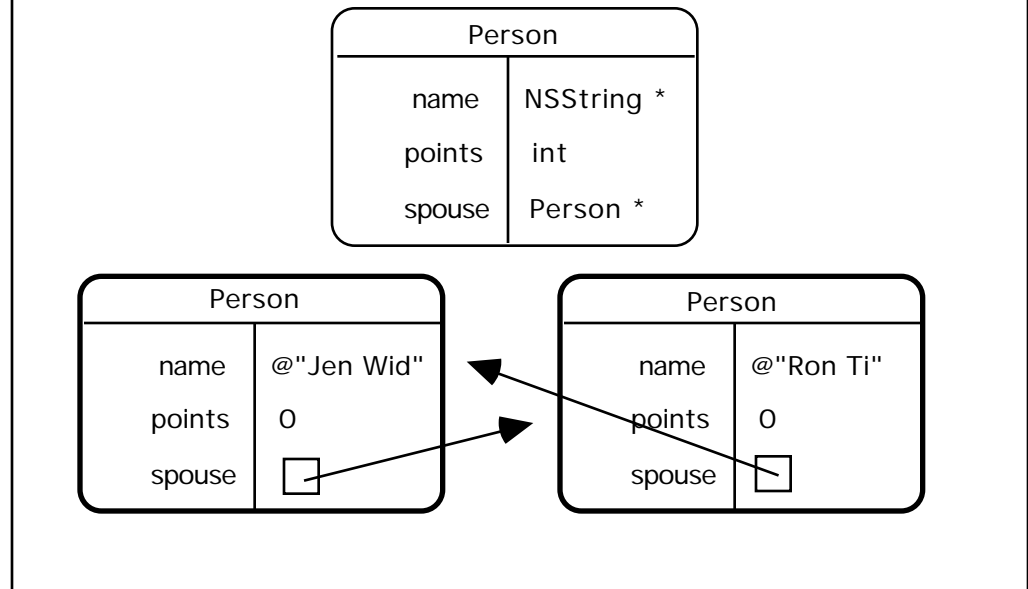 Person
name NSString *
points int
spouse Person *
Person
name @"Jen Wid"
points 0
spouse
Person
name @"Ron Ti"
points 0
spouse